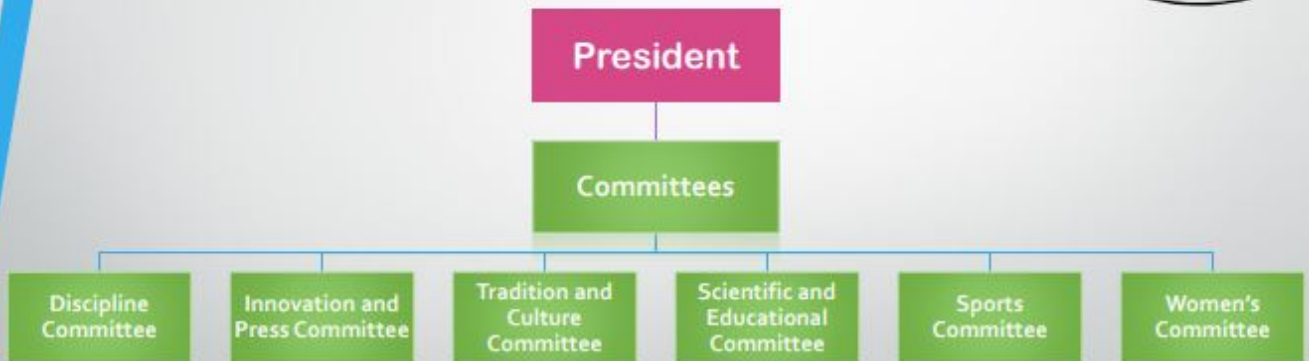 President
Committees
Discipline
Committee
Innovation and
Press Committee
Tradition and
Culture
Committee
Scientific and
Educational
Committee
Sports
Committee
Women's
Committee